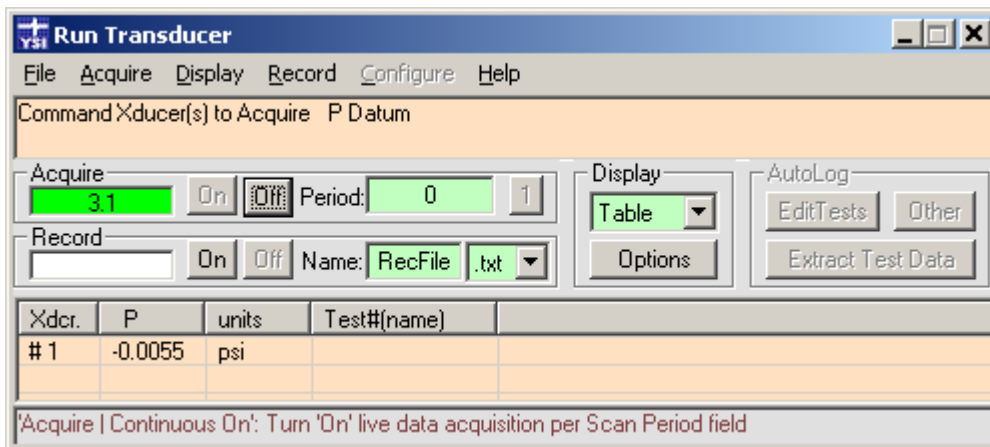 YSI Run Transducer
File Acquire Display Record Configure Help
Command Xducer(s) to Acquire P Datum
Acquire
3.1 On Off Period: 0 1
Record
On Off Name: RecFile .txt
Display
Table
Options
AutoLog
EditTests Other
Extract Test Data
Xdcr. P units Test#(name)
# 1 -0.0055 psi
'Acquire | Continuous On': Turn 'On' live data acquisition per Scan Period field